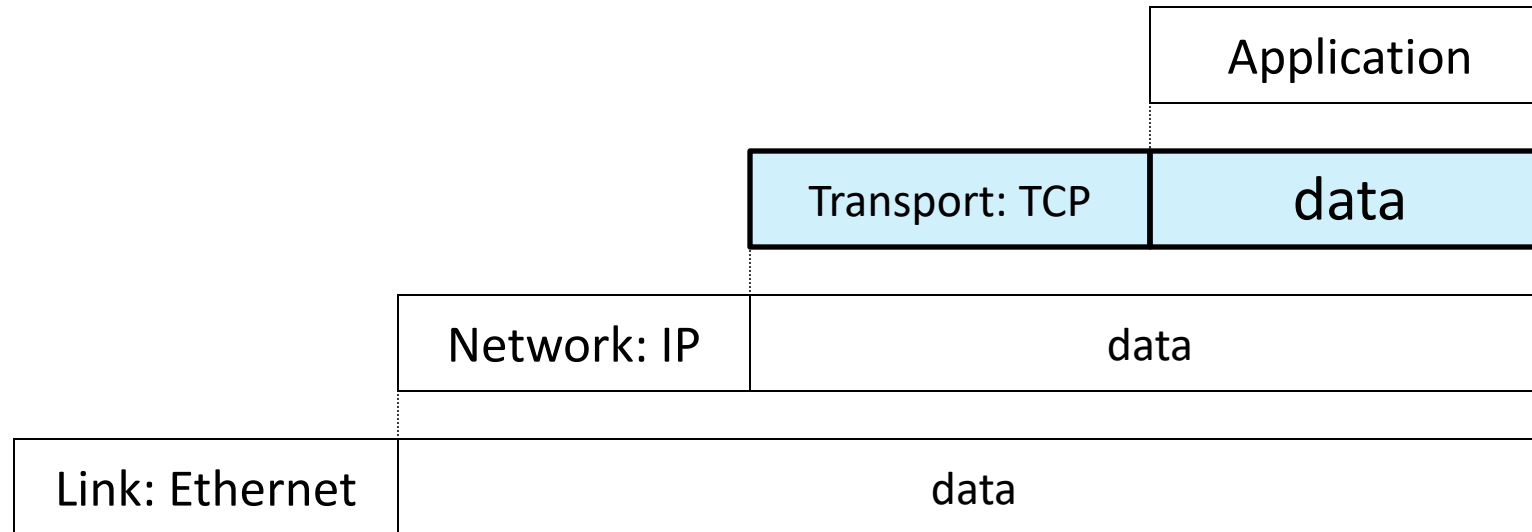 Application
Transport: TCP data
Network: IP data
Link: Ethernet data